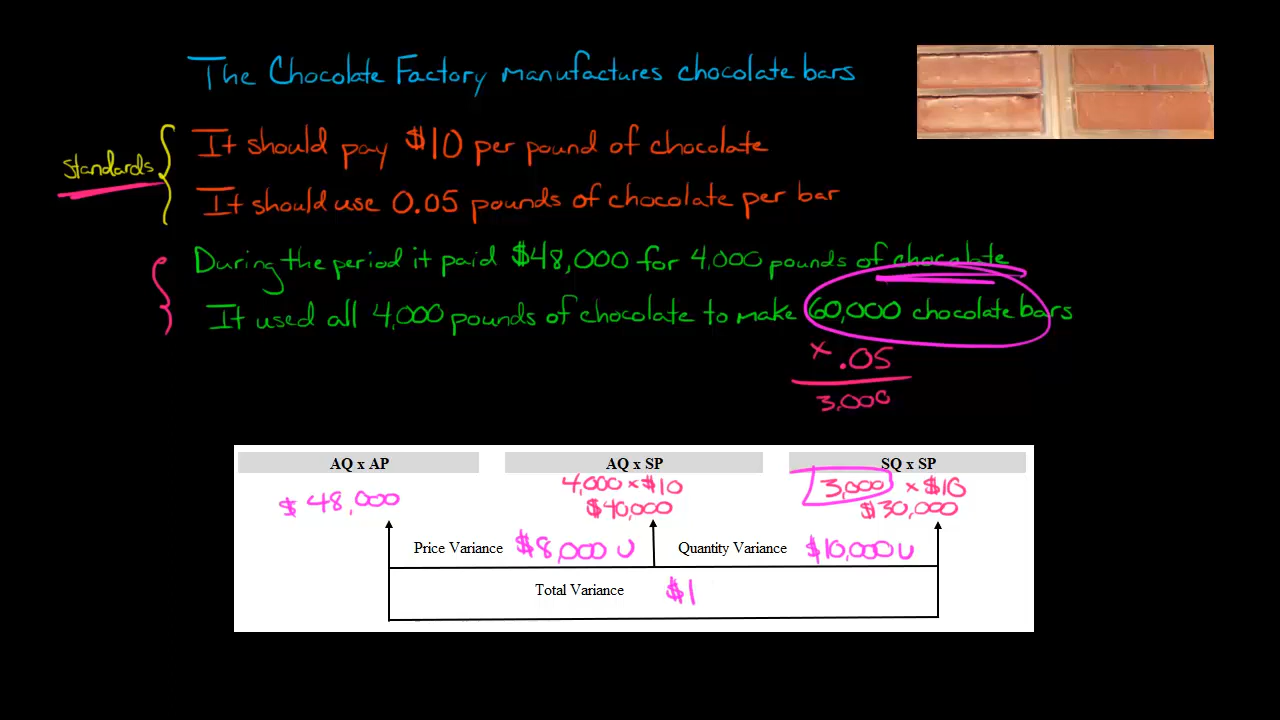 The Chocolate Factory manufactures chocolate bars
Standards
It should pay $10 per pound of chocolate
It should use 0.05 pounds of chocolate per bar
During the period it paid $48,000 for 4,000 pounds of chocolate
It used all 4,000 pounds of chocolate to make 60,000 chocolate bars
x .05
3,000
AQ x AP AQ x SP SQ x SP
$48,000 4,000 x $10 3,000 x $10
$40,000 $30,000
Price Variance $8,000 U Quantity Variance $10,000 U
Total Variance $1